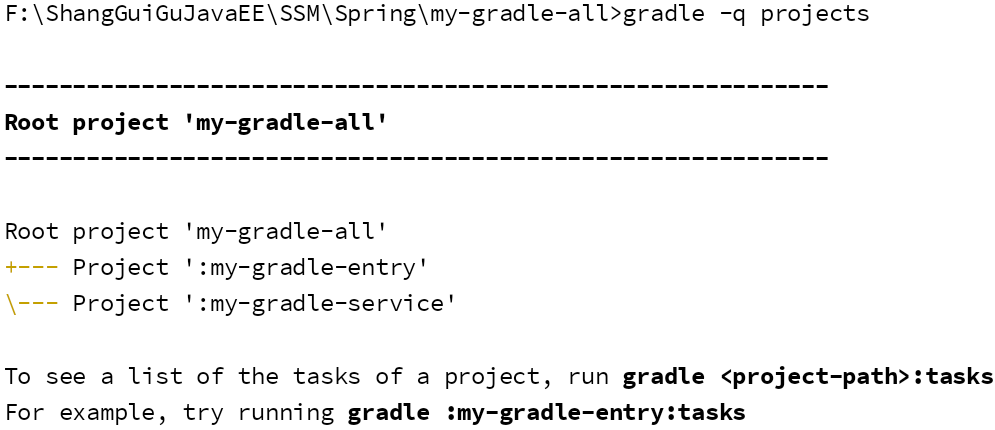 F:\ShangGuiGuJavaEE\SSM\Spring\my-gradle-all>gradle -q projects
------------------------------------------------------------
Root project 'my-gradle-all'
------------------------------------------------------------
Root project 'my-gradle-all'
+--- Project ':my-gradle-entry'
\--- Project ':my-gradle-service'
To see a list of the tasks of a project, run gradle <project-path>:tasks
For example, try running gradle :my-gradle-entry:tasks